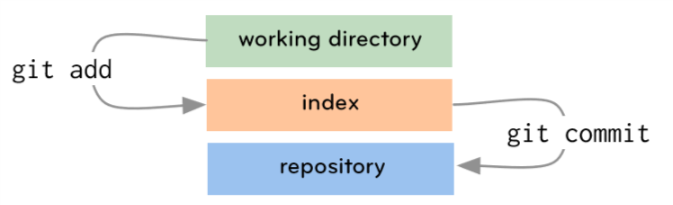 working directory
git add
index
git commit
repository